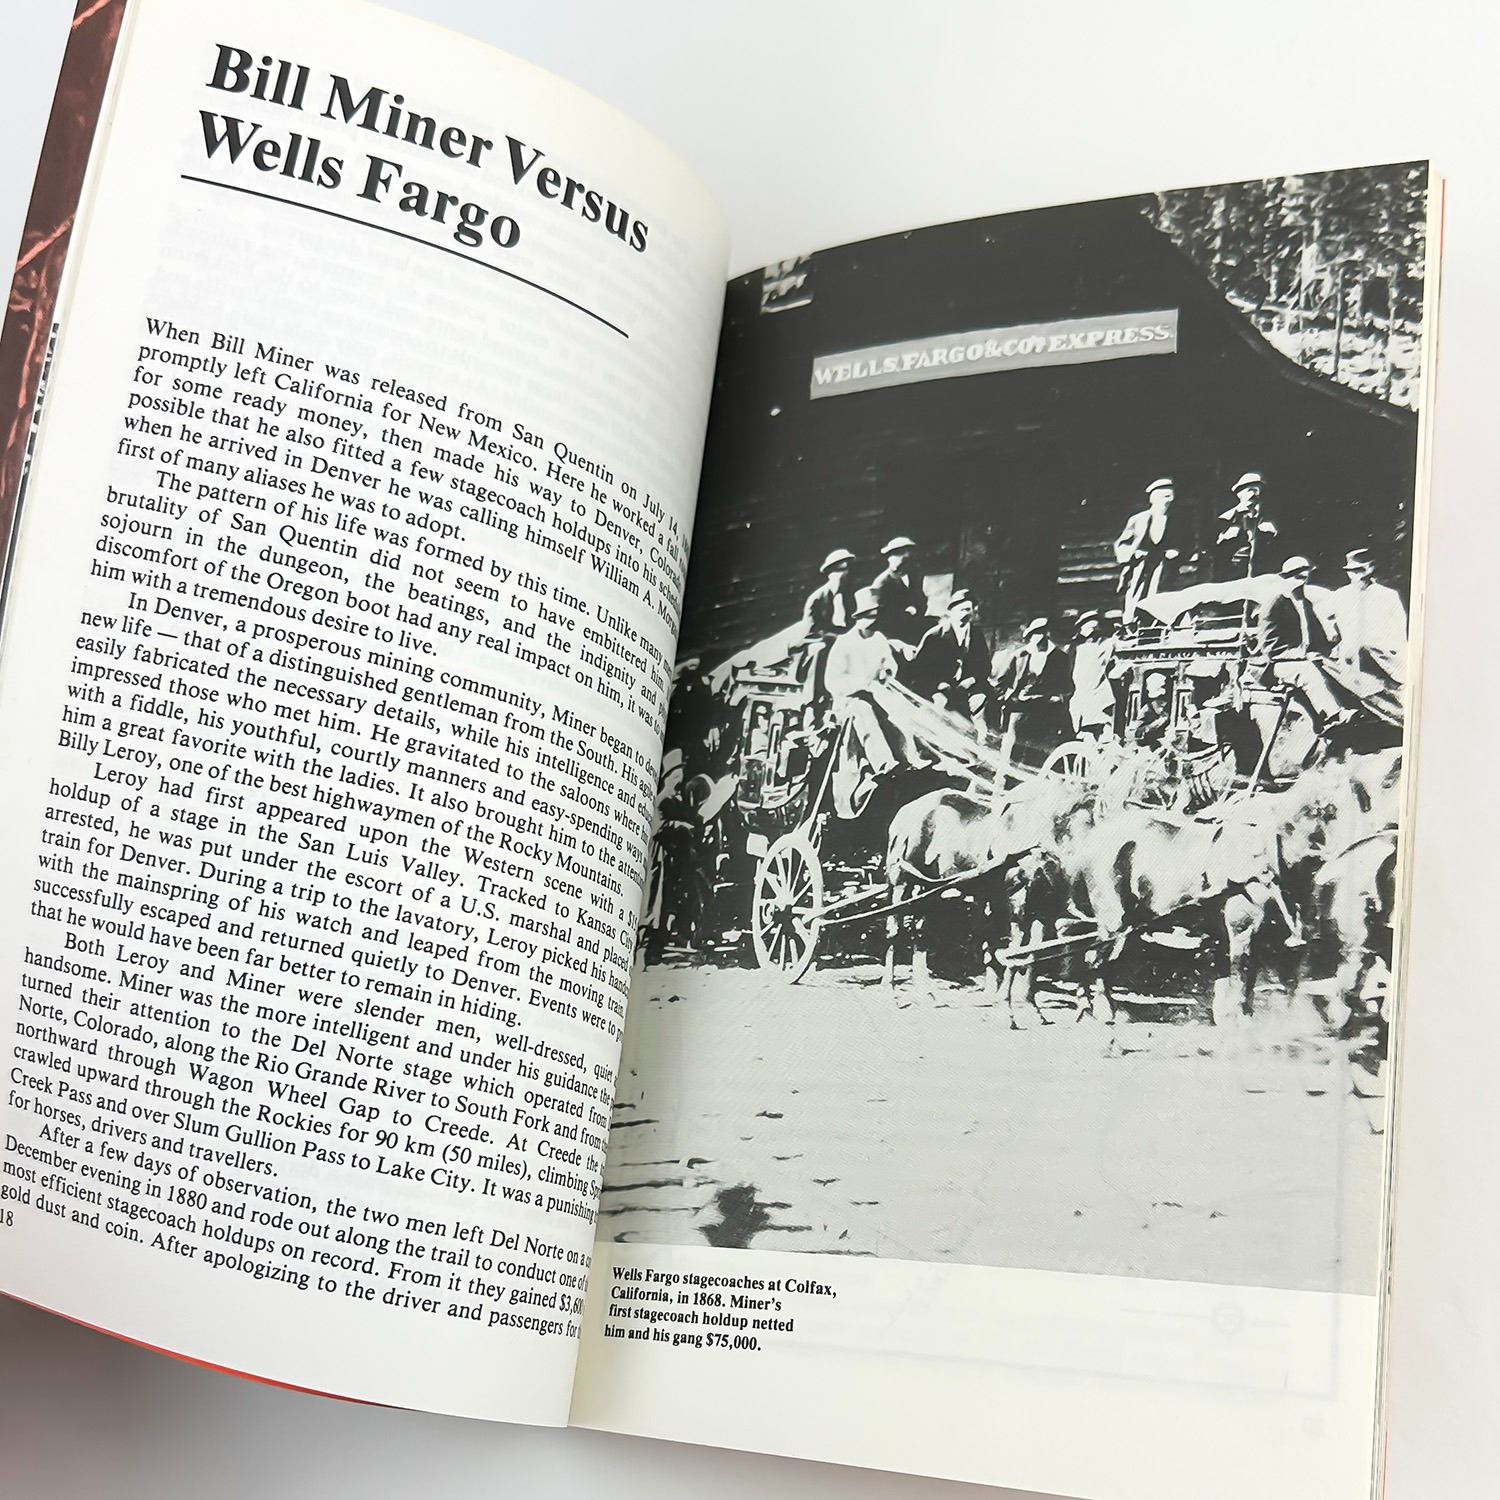 Bill Miner Versus
Wells Fargo
When Bill Miner was released from San Quentin on July 14,
promptly left California for New Mexico. Here he worked a
for some ready money, then made his way to Denver, Colorado
possible that he also fitted a few stagecoach holdups into his
when he arrived in Denver he was calling himself William A.
first of many aliases he was to adopt.
The pattern of his life was formed by this time. Unlike many
brutality of San Quentin did not seem to have embittered him
sojourn in the dungeon, the beatings, and the indignity and
discomfort of the Oregon boot had any real impact on him, it was to
him with a tremendous desire to live.
In Denver, a prosperous mining community, Miner began to
new life — that of a distinguished gentleman from the South. His
easily fabricated the necessary details, while his intelligence and
impressed those who met him. He gravitated to the saloons where
with a fiddle, his youthful, courtly manners and easy-spending ways
him a great favorite with the ladies. It also brought him to the
Billy Leroy, one of the best highwaymen of the Rocky Mountains.
Leroy had first appeared upon the Western scene with a
holdup of a stage in the San Luis Valley. Tracked to Kansas City
arrested, he was put under the escort of a U.S. marshal and placed
train for Denver. During a trip to the lavatory, Leroy picked his
with the mainspring of his watch and leaped from the moving train.
successfully escaped and returned quietly to Denver. Events were to
that he would have been far better to remain in hiding.
Both Leroy and Miner were slender men, well-dressed, quiet
handsome. Miner was the more intelligent and under his guidance the
turned their attention to the Del Norte stage which operated from
Norte, Colorado, along the Rio Grande River to South Fork and from
northward through Wagon Wheel Gap to Creede. At Creede the
crawled upward through the Rockies for 90 km (50 miles), climbing
Creek Pass and over Slum Gullion Pass to Lake City. It was a punishing
for horses, drivers and travellers.
After a few days of observation, the two men left Del Norte on a
December evening in 1880 and rode out along the trail to conduct one of
most efficient stagecoach holdups on record. From it they gained
gold dust and coin. After apologizing to the driver and passengers for
18
WELLS, FARGO & CO'S EXPRESS.
Wells Fargo stagecoaches at Colfax,
California, in 1868. Miner's
first stagecoach holdup netted
him and his gang $75,000.